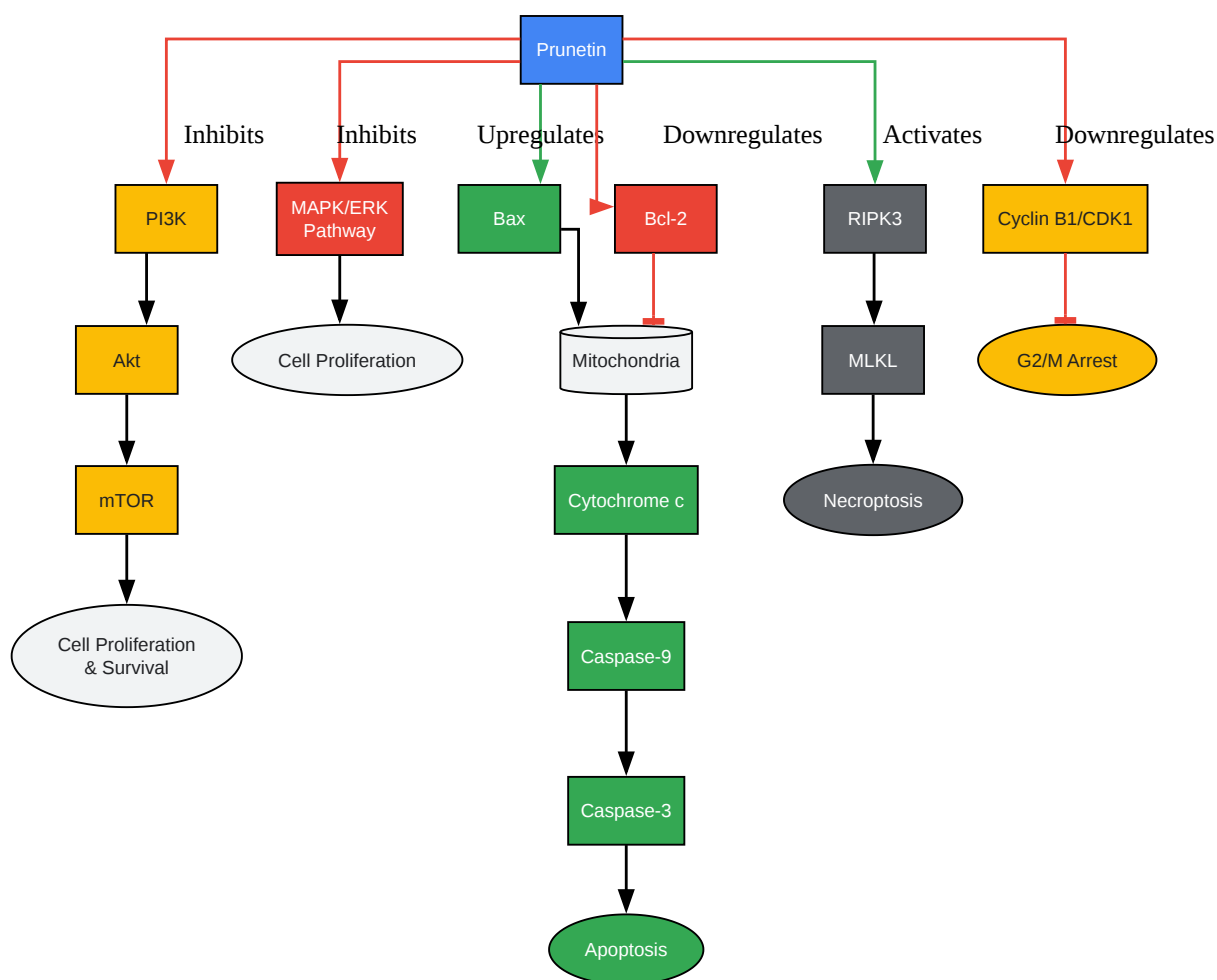 Prunetin
Inhibits
Inhibits
Upregulates
Downregulates
Activates
Downregulates
PI3K
MAPK/ERK
Pathway
Bax
Bcl-2
RIPK3
Cyclin B1/CDK1
Akt
Cell Proliferation
Mitochondria
MLKL
G2/M Arrest
mTOR
Cytochrome c
Necroptosis
Cell Proliferation
& Survival
Caspase-9
Caspase-3
Apoptosis